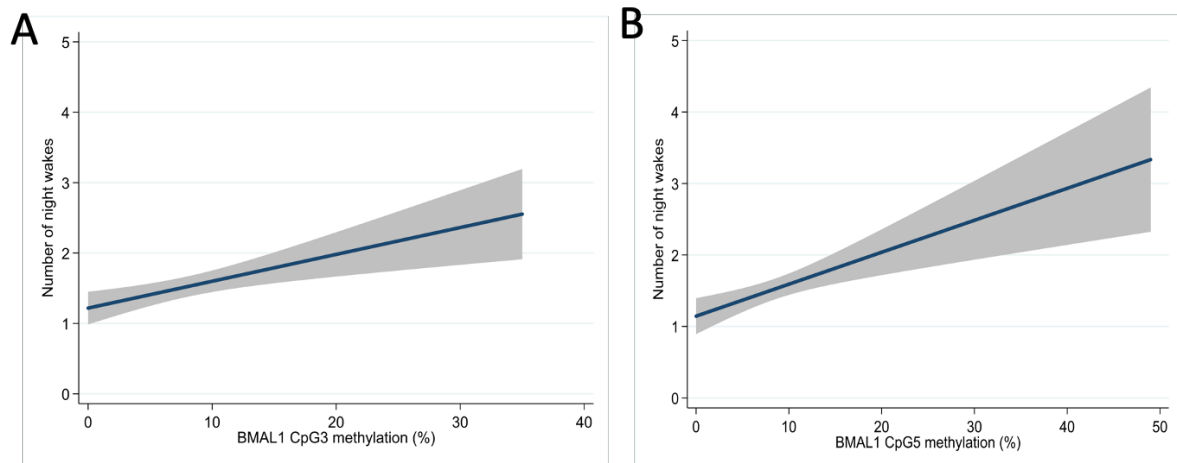 A
5
4
3
2
1
0
Number of night wakes
0 10 20 30 40
BMAL1 CpG3 methylation (%)
B
5
4
3
2
1
0
Number of night wakes
0 10 20 30 40 50
BMAL1 CpG5 methylation (%)